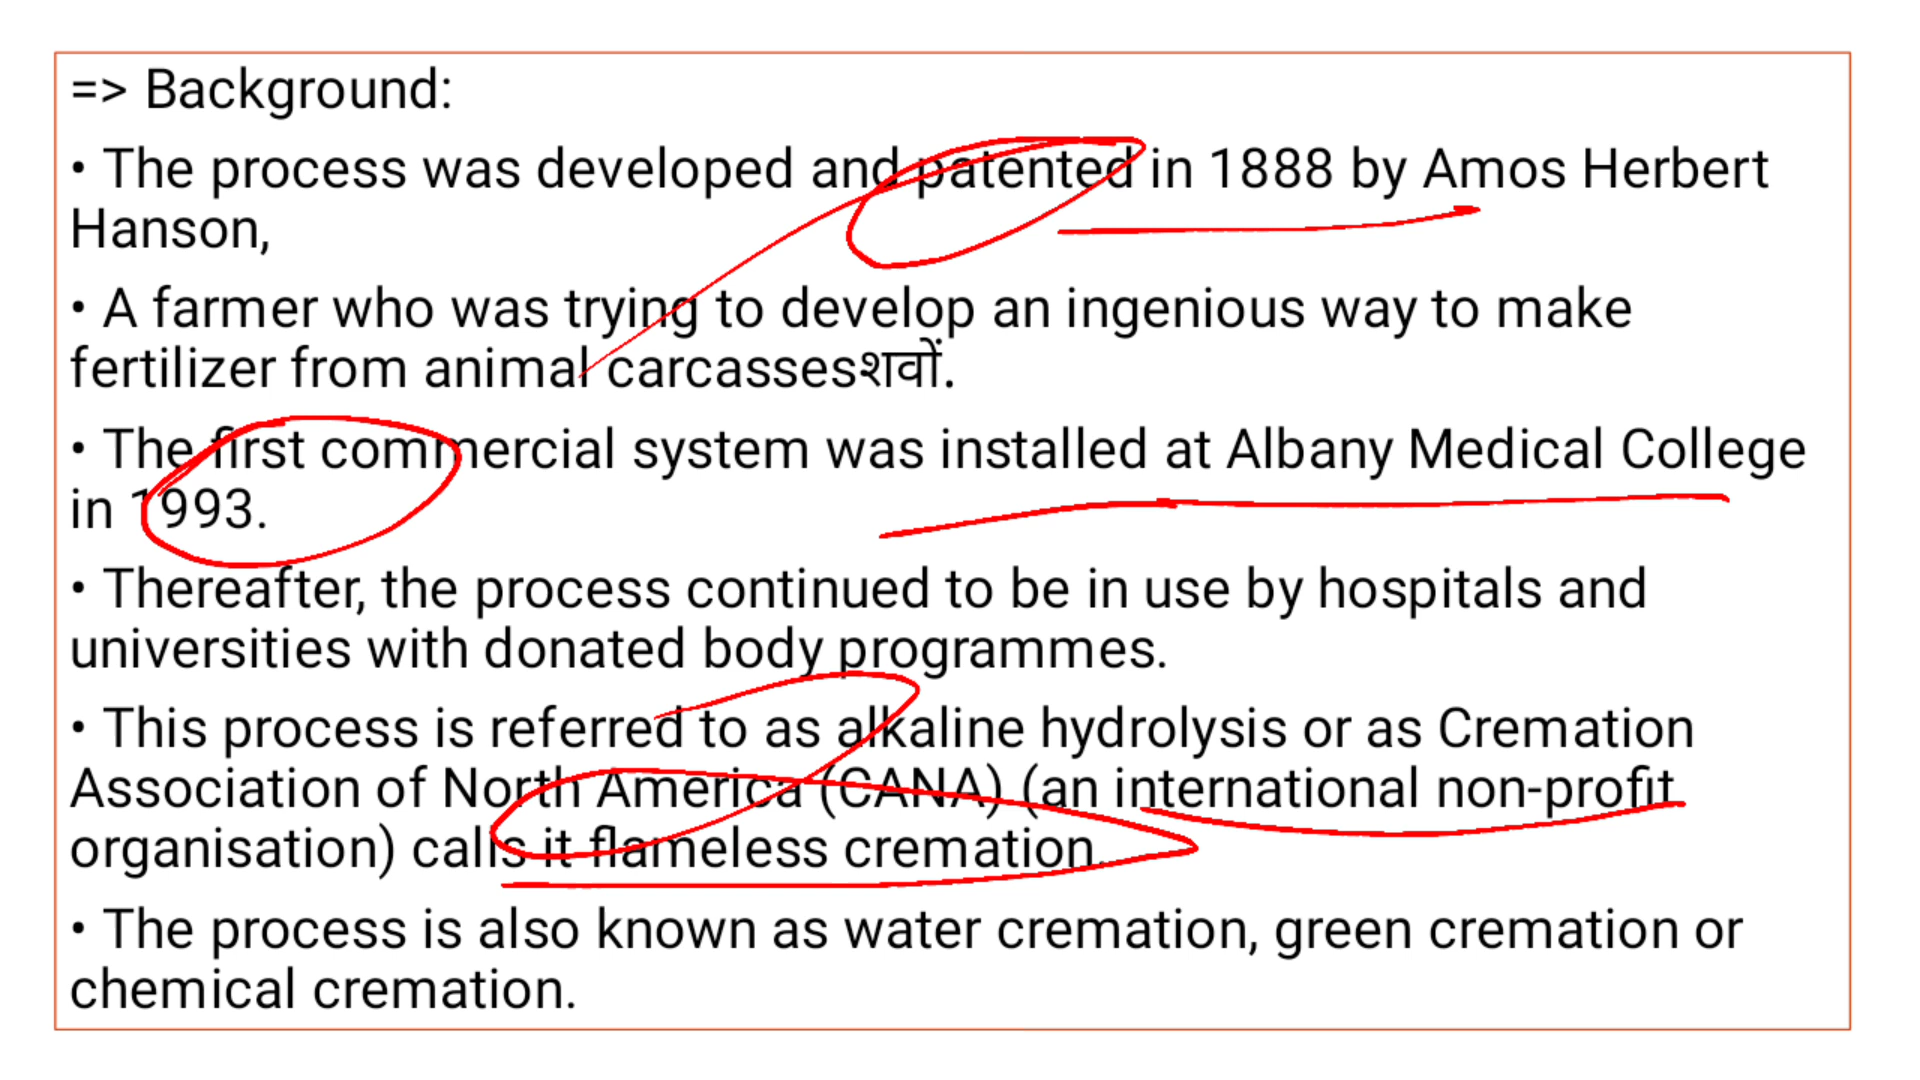 => Background:
• The process was developed and patented in 1888 by Amos Herbert
Hanson,
• A farmer who was trying to develop an ingenious way to make
fertilizer from animal carcassesशवों.
• The first commercial system was installed at Albany Medical College
in 1993.
• Thereafter, the process continued to be in use by hospitals and
universities with donated body programmes.
• This process is referred to as alkaline hydrolysis or as Cremation
Association of North America (CANA) (an international non-profit
organisation) calls it flameless cremation.
• The process is also known as water cremation, green cremation or
chemical cremation.